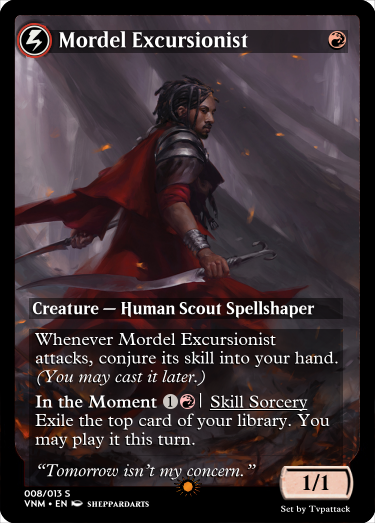 Mordel Excursionist
Creature — Human Scout Spellshaper
Whenever Mordel Excursionist
attacks, conjure its skill into your hand.
(You may cast it later.)
In the Moment 1 | Skill Sorcery
Exile the top card of your library. You
may play it this turn.
“Tomorrow isn’t my concern.”
1/1
008/013 S
VNM • EN SHEPPARDARTS
Set by Tvpattack